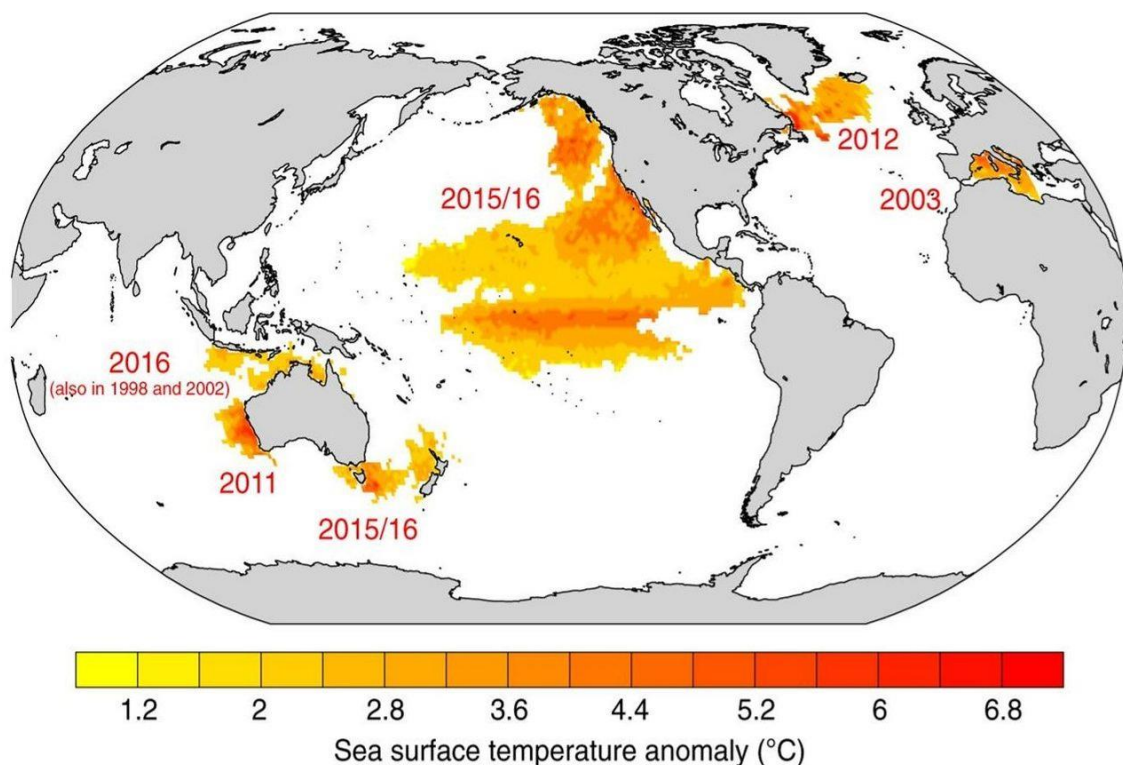 2012
2015/16
2003
2016
(also in 1998 and 2002)
2011
2015/16
1.2 2 2.8 3.6 4.4 5.2 6 6.8
Sea surface temperature anomaly (°C)